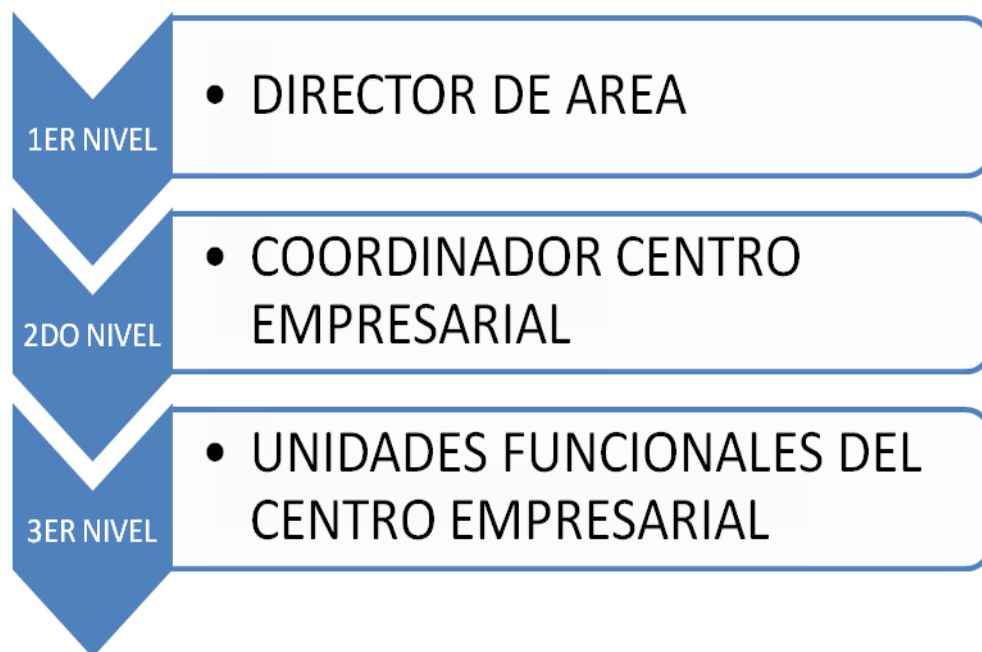 1ER NIVEL
• DIRECTOR DE AREA
2DO NIVEL
• COORDINADOR CENTRO
EMPRESARIAL
3ER NIVEL
• UNIDADES FUNCIONALES DEL
CENTRO EMPRESARIAL